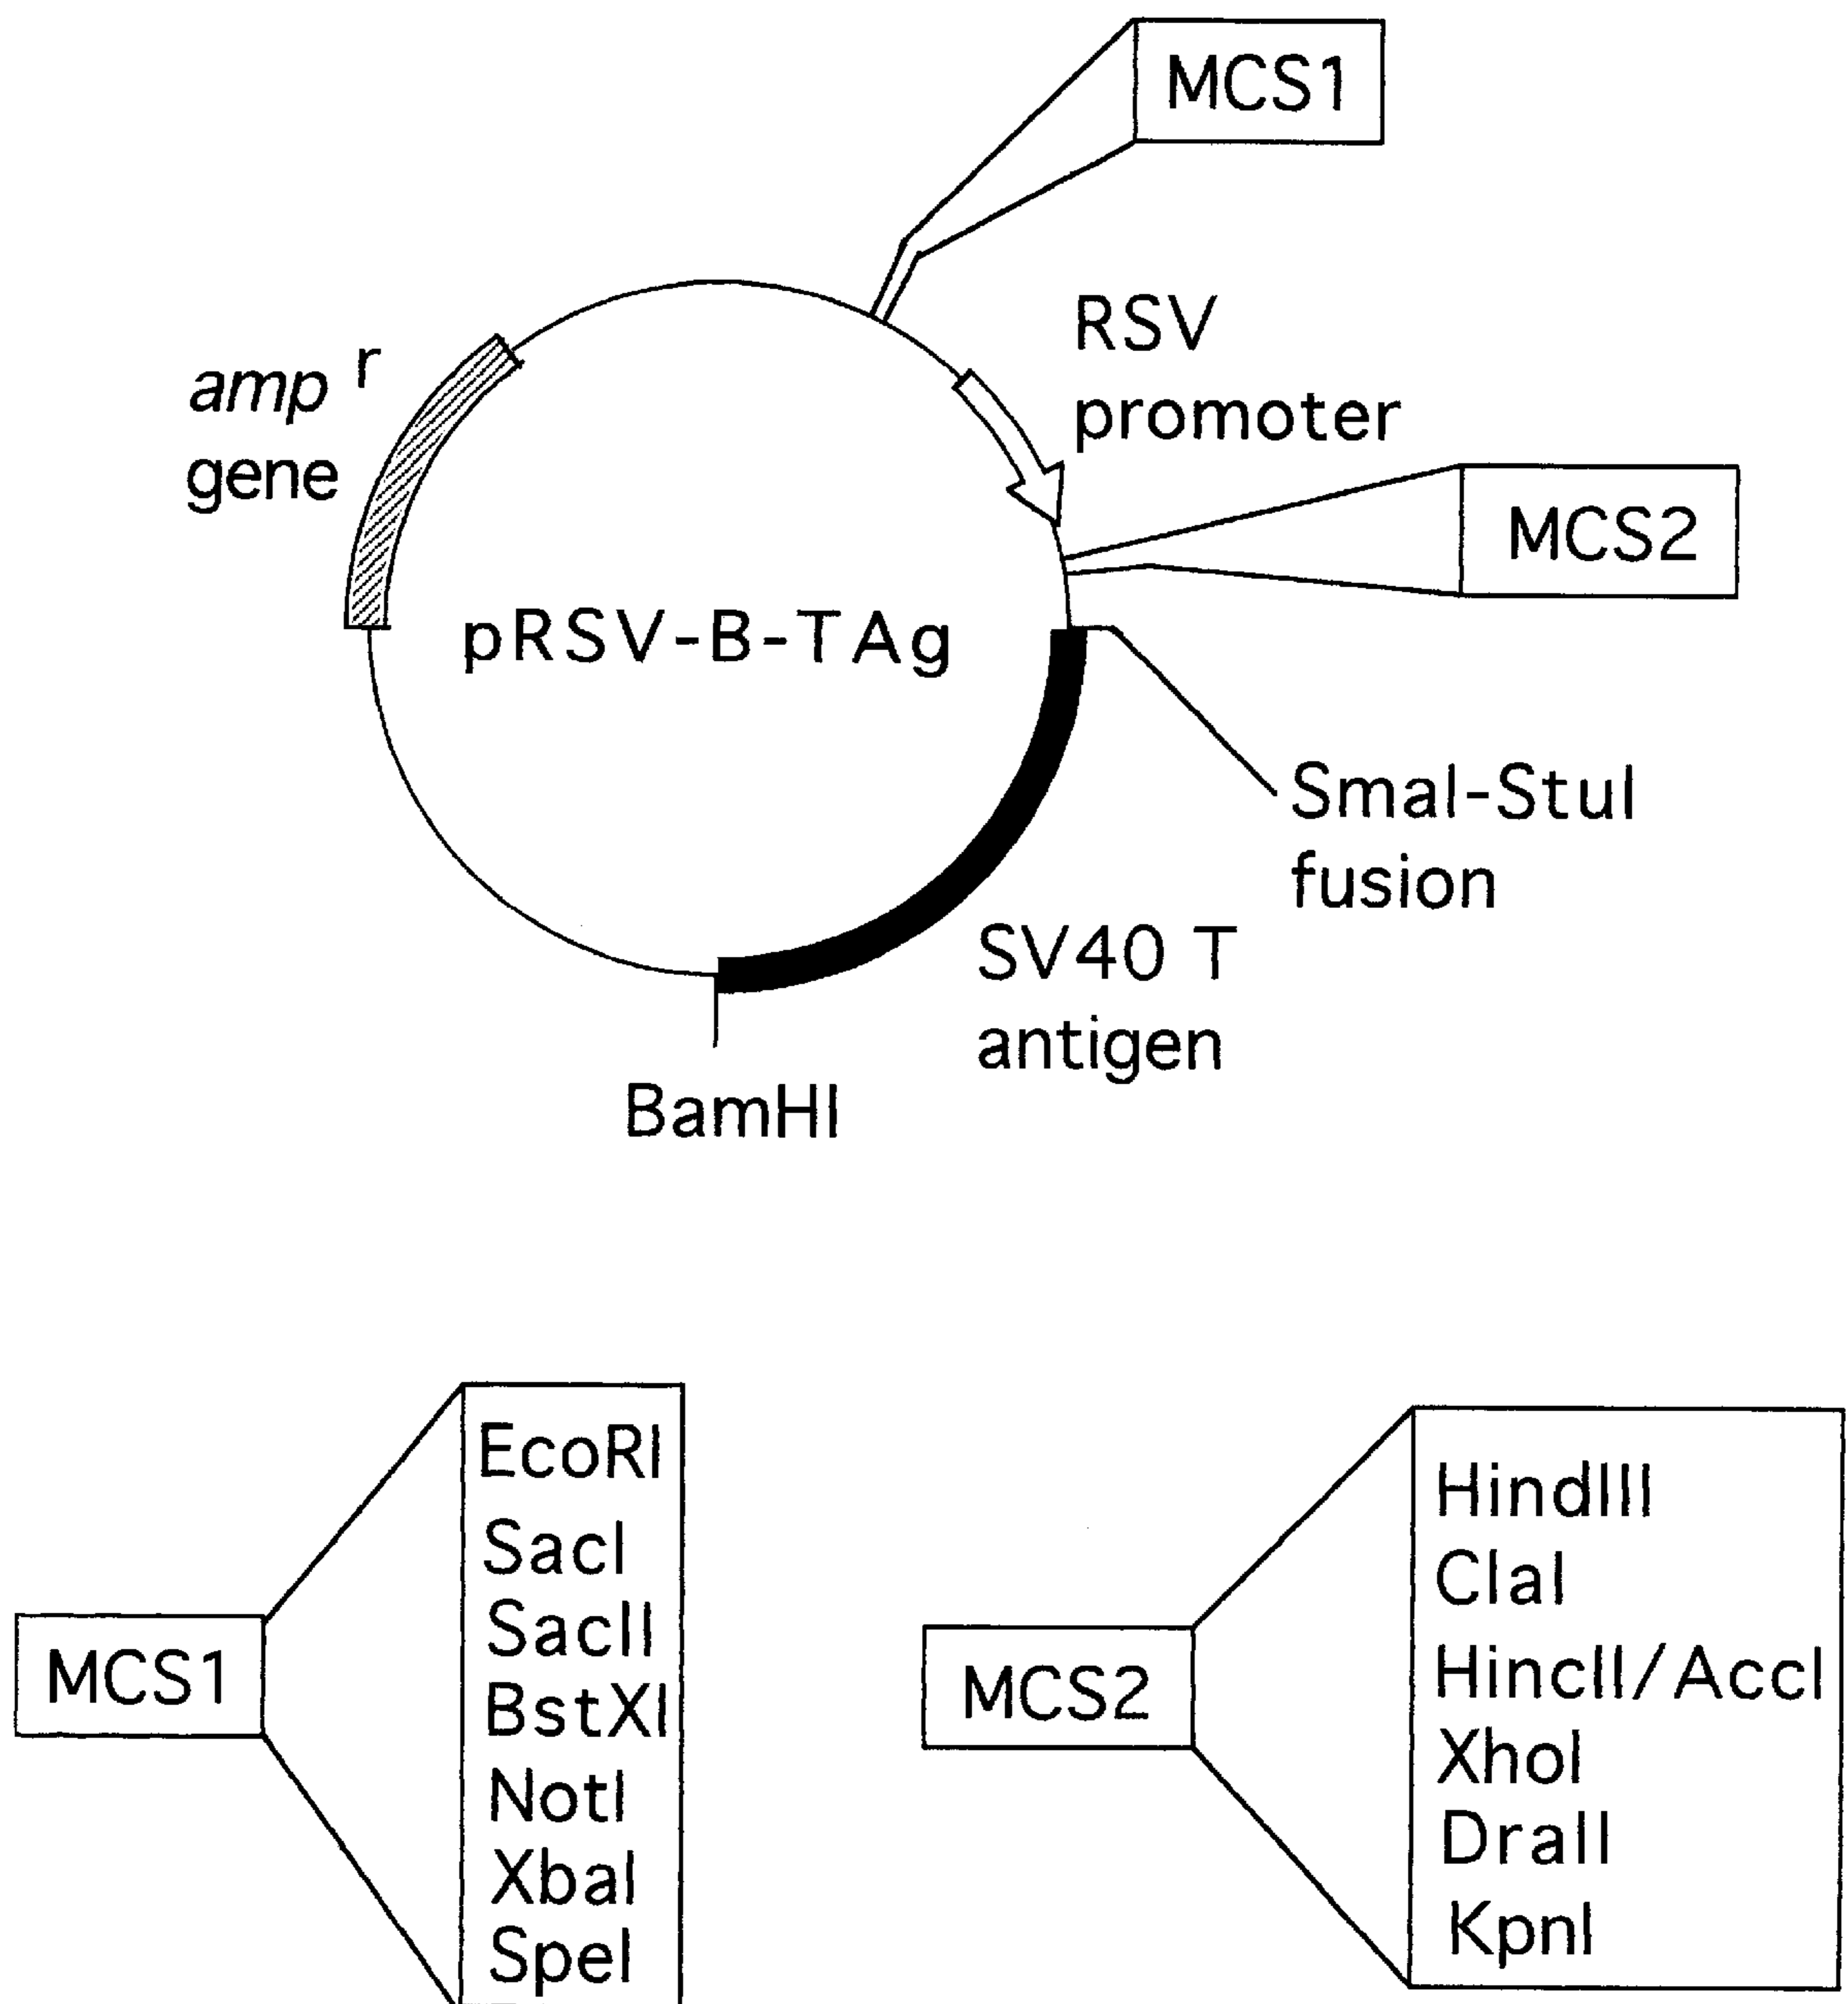 MCS1
RSV
promoter
amp r
gene
MCS2
pRSV-B-TAg
SmaI-StuI
fusion
SV40 T
antigen
BamHI
MCS1
EcoRI
SacI
SacII
BstXI
NotI
XbaI
SpeI
MCS2
HindIII
ClaI
HincII/AccI
XhoI
DraII
KpnI